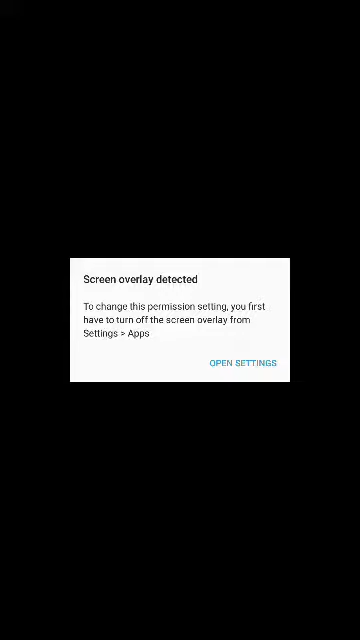 Screen overlay detected
To change this permission setting, you first
have to turn off the screen overlay from
Settings > Apps
OPEN SETTINGS